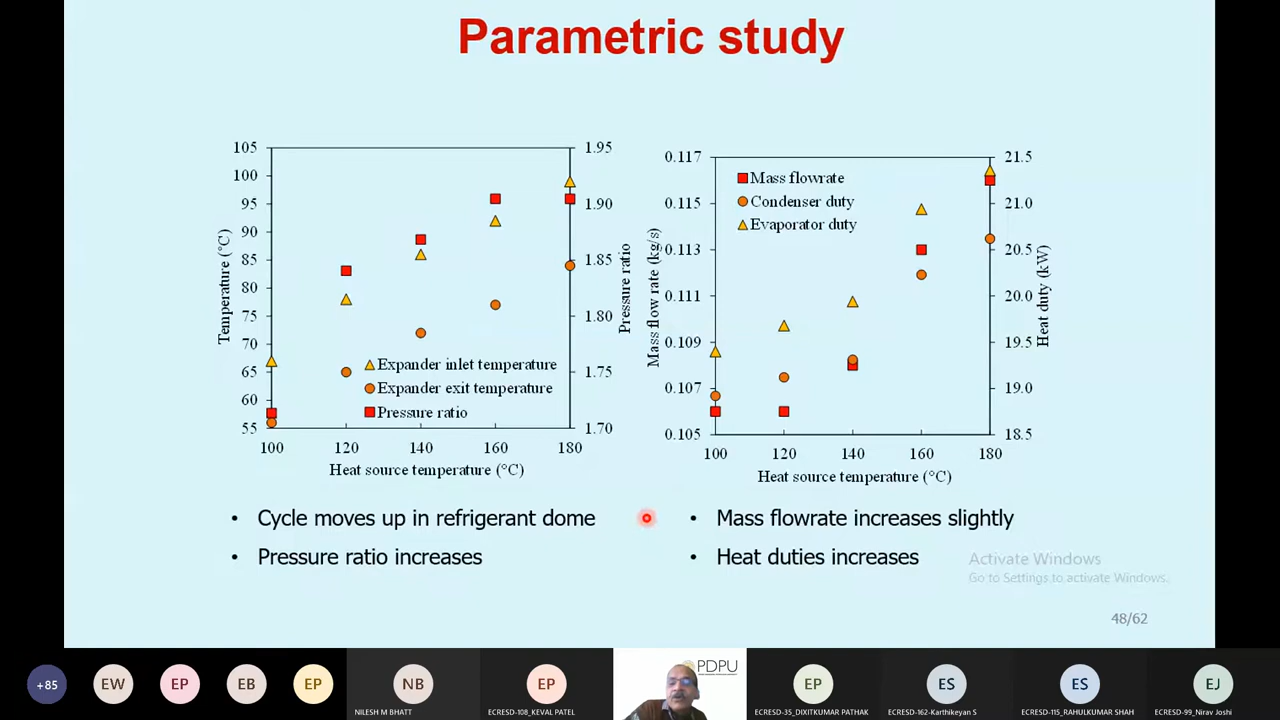 Parametric study
105
100
95
90
85
80
75
70
65
60
55
Temperature (°C)
1.95
1.90
1.85
1.80
1.75
1.70
Pressure ratio
Expander inlet temperature
Expander exit temperature
Pressure ratio
100 120 140 160 180
Heat source temperature (°C)
0.117
0.115
0.113
0.111
0.109
0.107
0.105
Mass flow rate (kg/s)
21.5
21.0
20.5
20.0
19.5
19.0
18.5
Heat duty (kW)
Mass flowrate
Condenser duty
Evaporator duty
100 120 140 160 180
Heat source temperature (°C)
• Cycle moves up in refrigerant dome
• Pressure ratio increases
• Mass flowrate increases slightly
• Heat duties increases
Activate Windows
Go to Settings to activate Windows.
48/62
+85
EW
EP
EB
EP
NB
NILESH M BHATT
EP
ECRESD-108_KEVAL PATEL
PDPU
EP
ECRESD-35_DIXITKUMAR PATHAK
ES
ECRESD-162-Karthikeyan S
ES
ECRESD-115_RAHULKUMAR SHAH
EJ
ECRESD-99_Nirav Joshi